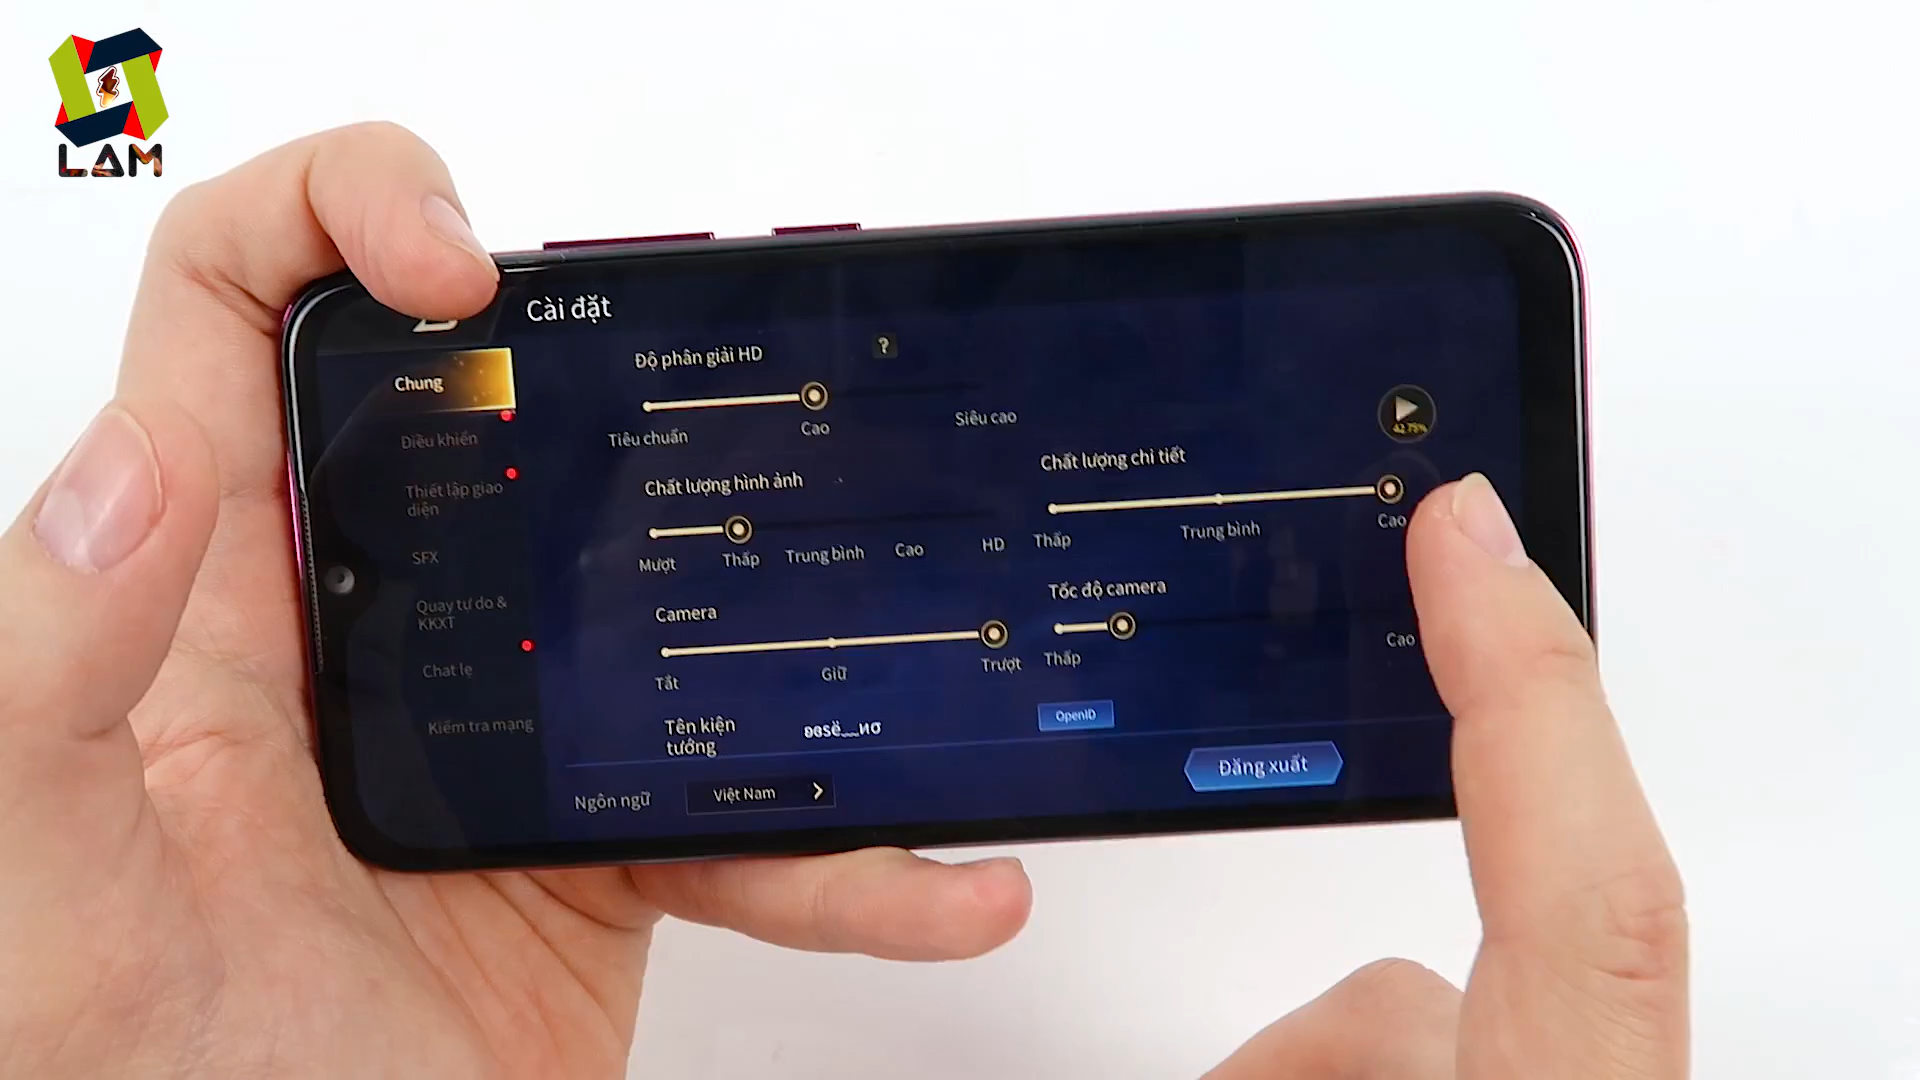 LAM
Cài đặt
Chung
Điều khiển
Thiết lập giao
diện
SFX
Quay tự do &
KKXT
Chat lẹ
Kiểm tra mạng
Độ phân giải HD
?
Tiêu chuẩn
Cao
Siêu cao
42.75%
Chất lượng hình ảnh
Mượt
Thấp
Trung bình
Cao
HD
Chất lượng chi tiết
Thấp
Trung bình
Cao
Camera
Tắt
Giữ
Trượt
Tốc độ camera
Thấp
Cao
Tên kiện
tướng
OpenID
Ngôn ngữ
Việt Nam
Đăng xuất